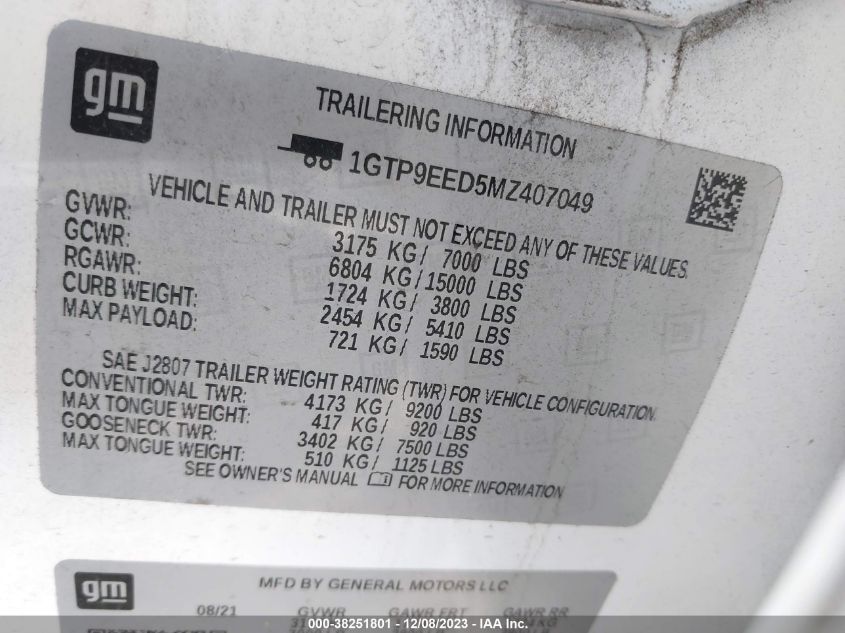 gm
TRAILERING INFORMATION
1GTP9EED5MZ407049
VEHICLE AND TRAILER MUST NOT EXCEED ANY OF THESE VALUES.
GVWR: 3175 KG/ 7000 LBS
GCWR: 6804 KG/15000 LBS
RGAWR: 1724 KG/ 3800 LBS
CURB WEIGHT: 2454 KG/ 5410 LBS
MAX PAYLOAD: 721 KG/ 1590 LBS
SAE J2807 TRAILER WEIGHT RATING (TWR) FOR VEHICLE CONFIGURATION.
CONVENTIONAL TWR: 4173 KG/ 9200 LBS
MAX TONGUE WEIGHT: 417 KG/ 920 LBS
GOOSENECK TWR: 3402 KG/ 7500 LBS
MAX TONGUE WEIGHT: 510 KG/ 1125 LBS
SEE OWNER'S MANUAL FOR MORE INFORMATION
gm
MFD BY GENERAL MOTORS LLC
08/21 GVWR GAWR FRT GAWR RR
000-38251801 - 12/08/2023 - IAA Inc.